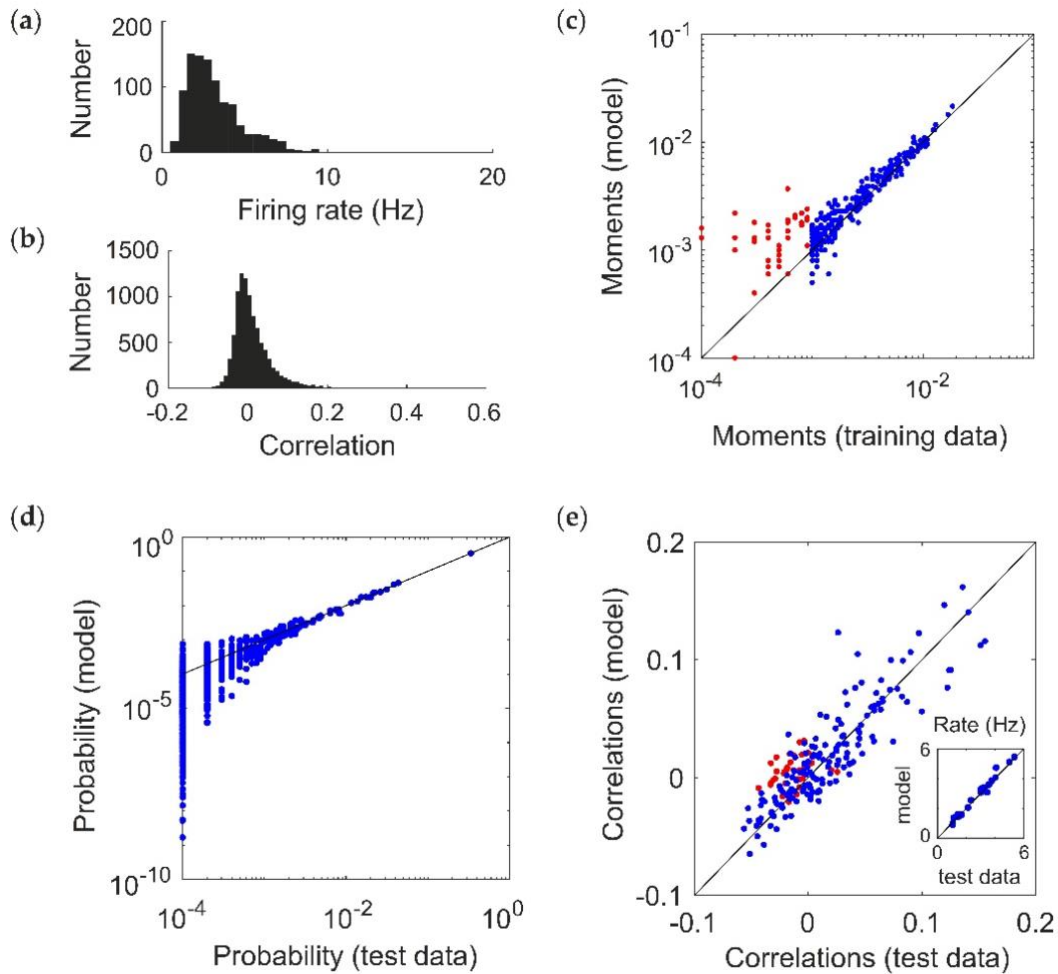 (a)
200
100
0
Number
0 10 20
Firing rate (Hz)
(b)
1500
1000
500
0
Number
-0.2 0 0.2 0.4 0.6
Correlation
(c)
10^-1
10^-2
10^-3
10^-4
Moments (model)
10^-4 10^-2
Moments (training data)
(d)
10^0
10^-5
10^-10
Probability (model)
10^-4 10^-2 10^0
Probability (test data)
(e)
0.2
0.1
0
-0.1
Correlations (model)
-0.1 0 0.1 0.2
Correlations (test data)
Rate (Hz)
6
0
model
0 6
test data